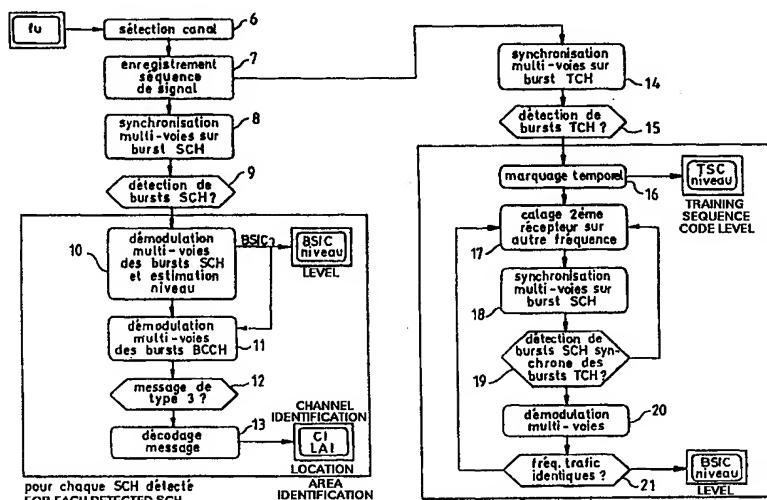 fu
sélection canal
6
enregistrement
séquence
de signal
7
synchronisation
multi-voies sur
burst SCH
8
détection de
bursts SCH?
9
démodulation
multi-voies
des bursts SCH
et estimation
niveau
10
BSIC
BSIC
niveau
LEVEL
démodulation
multi-voies
des bursts BCCH
11
message de
type 3 ?
12
décodage
message
13
CHANNEL
IDENTIFICATION
CI
LAI
LOCATION
AREA
IDENTIFICATION
pour chaque SCH détecté
FOR EACH DETECTED SCH
synchronisation
multi-voies sur
burst TCH
14
détection de
bursts TCH ?
15
marquage temporel
16
TSC
niveau
TRAINING
SEQUENCE
CODE LEVEL
calage 2éme
récepteur sur
autre fréquence
17
synchronisation
multi-voies sur
burst SCH
18
détection de
bursts SCH syn-
chrone des
bursts TCH?
19
démodulation
multi-voies
20
fréq. trafic
identiques ?
21
BSIC
niveau
LEVEL